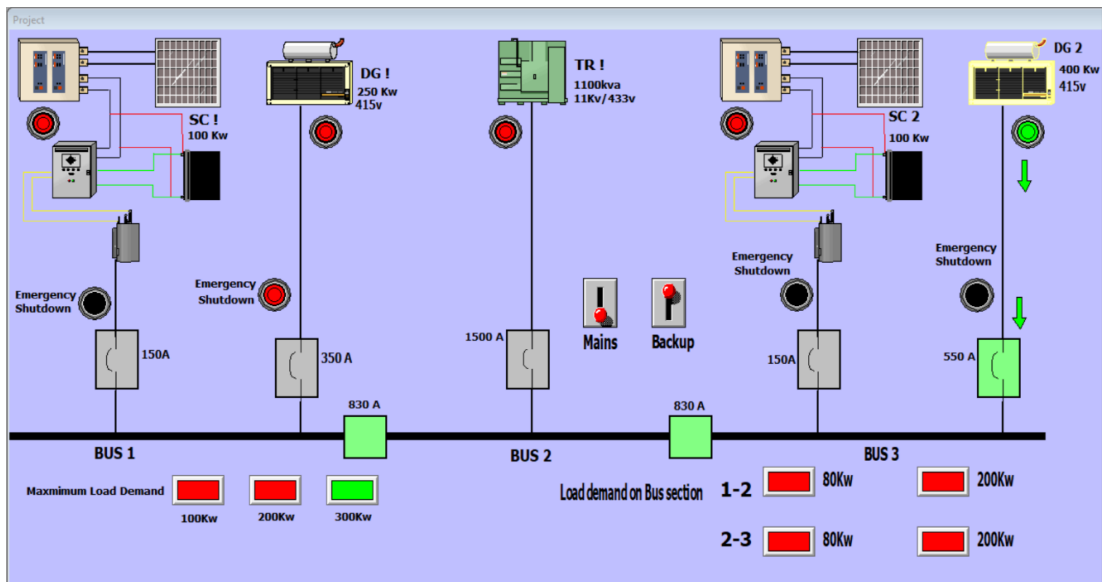 Project
SC !
100 Kw
DG !
250 Kw
415v
TR !
1100kva
11Kv/433v
SC 2
100 Kw
DG 2
400 Kw
415v
Emergency
Shutdown
Emergency
Shutdown
Emergency
Shutdown
Emergency
Shutdown
Mains
Backup
150A
350 A
1500 A
150A
550 A
830 A
830 A
BUS 1
BUS 2
BUS 3
Maxmimum Load Demand
100Kw
200Kw
300Kw
Load demand on Bus section
1-2
80Kw
200Kw
2-3
80Kw
200Kw